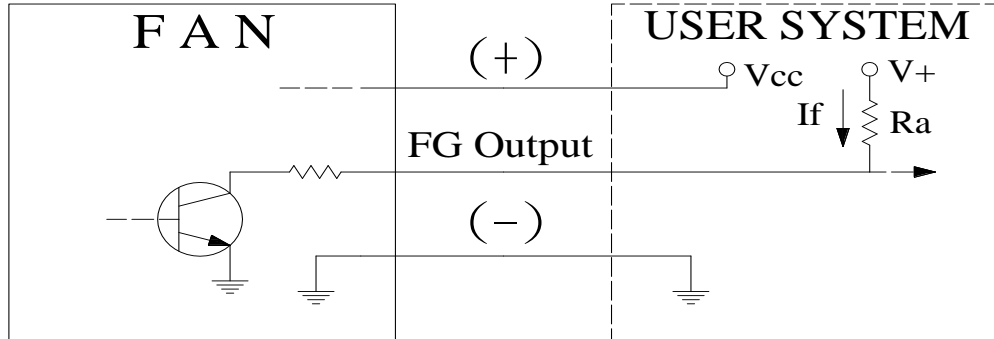 F A N
(+)
USER SYSTEM
Vcc
V+
If
Ra
FG Output
(-)